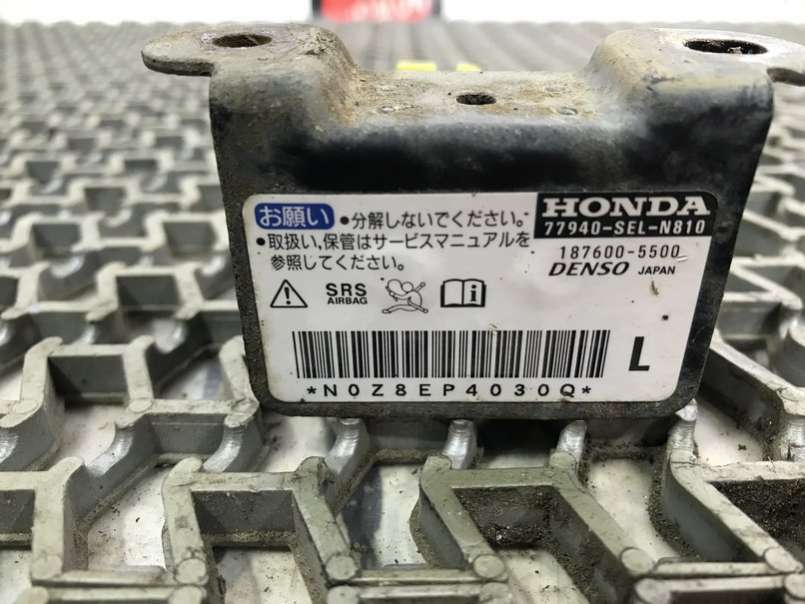 お願い ●分解しないでください。
●取扱い,保管はサービスマニュアルを
参照してください。
HONDA
77940-SEL-N810
187600-5500
DENSO JAPAN
SRS
AIRBAG
L
*N0Z8EP4030Q*